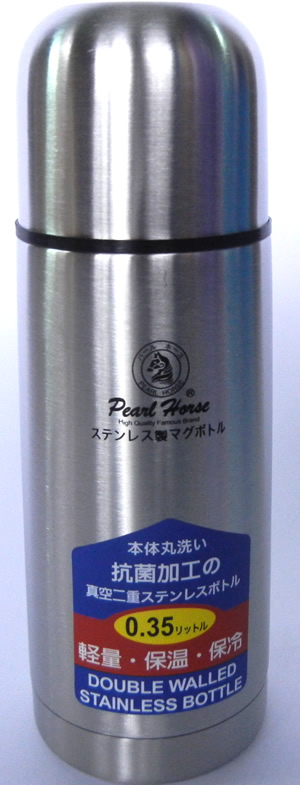 PEARL HORSE
Pearl Horse®
High Quality Famous Brand
ステンレス製マグボトル
本体丸洗い
抗菌加工の
真空二重ステンレスボトル
0.35リットル
軽量・保温・保冷
DOUBLE WALLED
STAINLESS BOTTLE